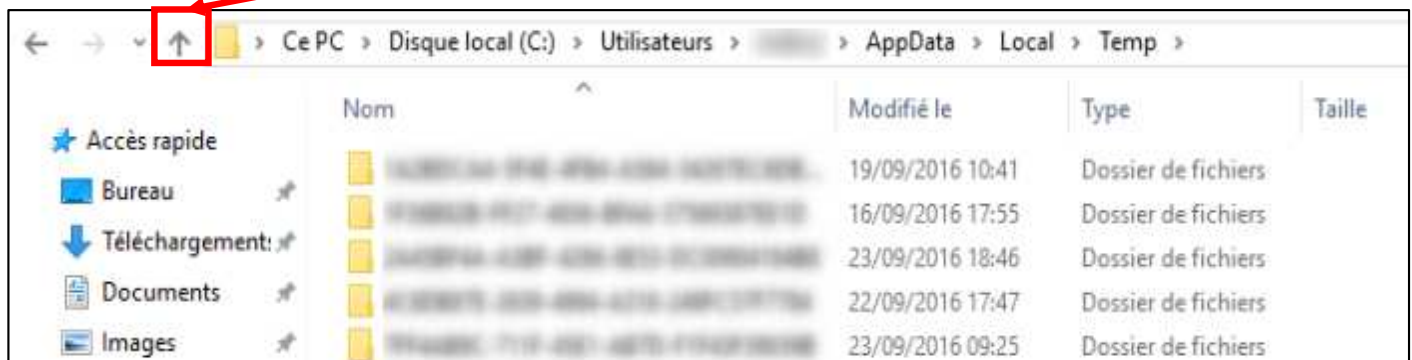 Ce PC > Disque local (C:) > Utilisateurs > > AppData > Local > Temp >
Nom Modifié le Type Taille
Accès rapide
19/09/2016 10:41 Dossier de fichiers
Bureau
16/09/2016 17:55 Dossier de fichiers
Téléchargement:
23/09/2016 18:46 Dossier de fichiers
Documents
22/09/2016 17:47 Dossier de fichiers
Images
23/09/2016 09:25 Dossier de fichiers